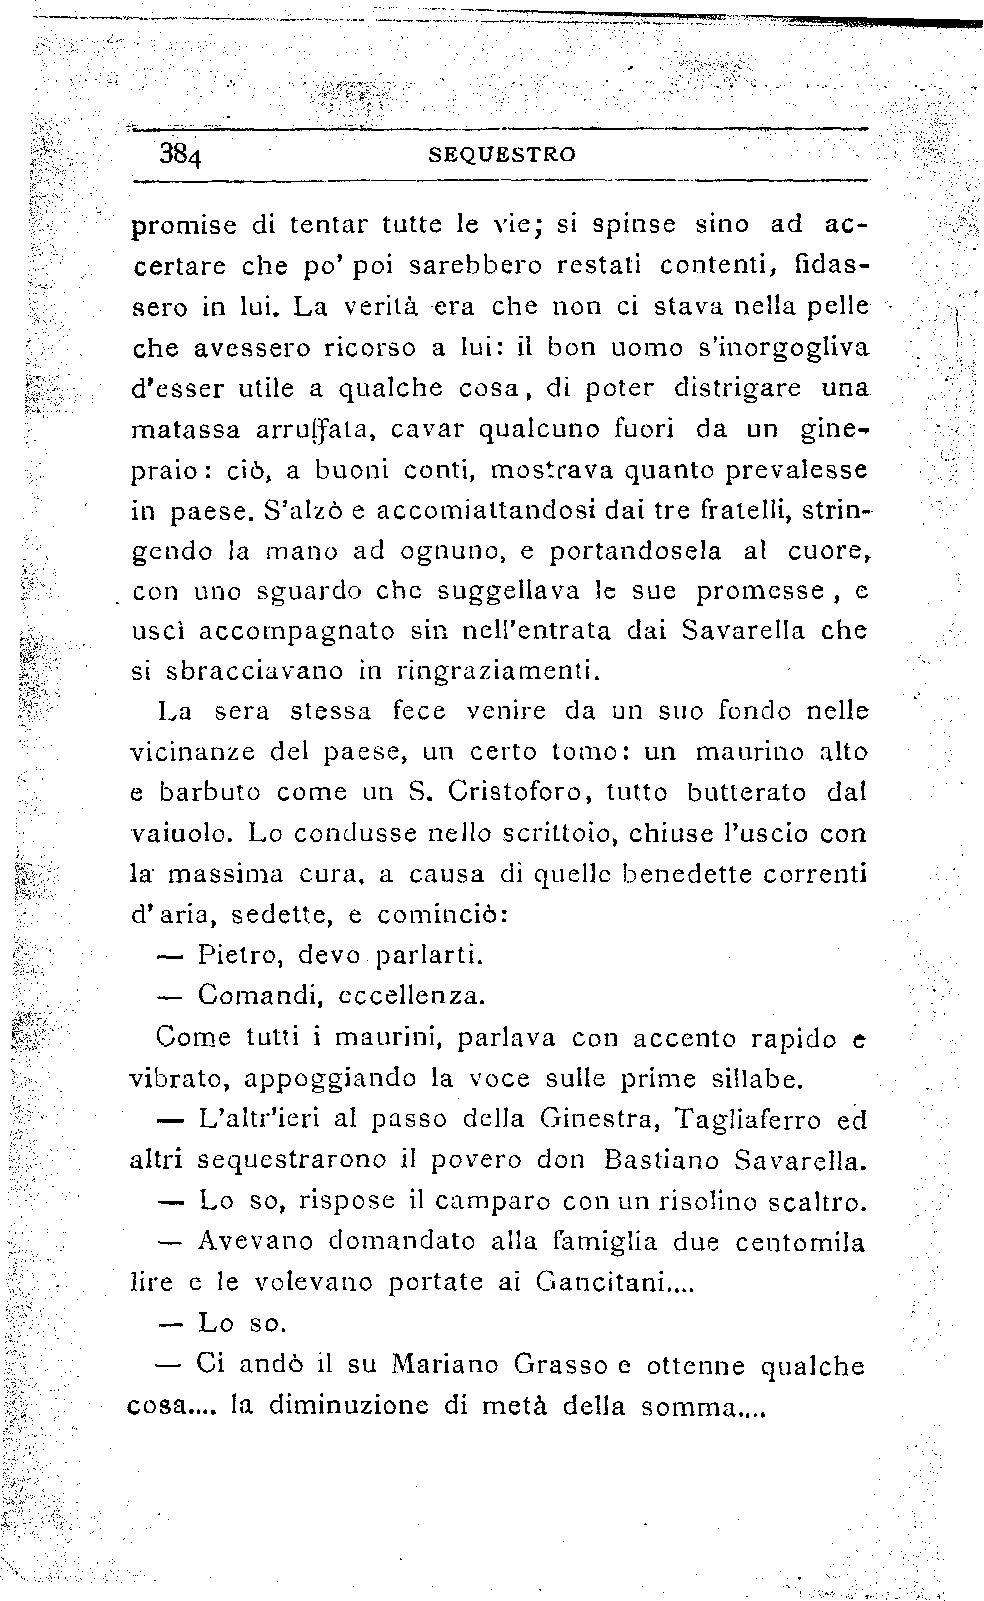 384 SEQUESTRO
promise di tentar tutte le vie; si spinse sino ad ac-
certare che po' poi sarebbero restati contenti, fidas-
sero in lui. La verità era che non ci stava nella pelle
che avessero ricorso a lui: il bon uomo s'inorgogliva
d'esser utile a qualche cosa, di poter distrigare una
matassa arruffata, cavar qualcuno fuori da un gine-
praio: ciò, a buoni conti, mostrava quanto prevalesse
in paese. S'alzò e accomiattandosi dai tre fratelli, strin-
gendo la mano ad ognuno, e portandosela al cuore,
con uno sguardo che suggellava le sue promesse, e
uscì accompagnato sin nell'entrata dai Savarella che
si sbracciavano in ringraziamenti.
La sera stessa fece venire da un suo fondo nelle
vicinanze del paese, un certo tomo: un maurino alto
e barbuto come un S. Cristoforo, tutto butterato dal
vaiuolo. Lo condusse nello scrittoio, chiuse l'uscio con
la massima cura, a causa di quelle benedette correnti
d'aria, sedette, e cominciò:
— Pietro, devo parlarti.
— Comandi, eccellenza.
Come tutti i maurini, parlava con accento rapido e
vibrato, appoggiando la voce sulle prime sillabe.
— L'altr'ieri al passo della Ginestra, Tagliaferro ed
altri sequestrarono il povero don Bastiano Savarella.
— Lo so, rispose il camparo con un risolino scaltro.
— Avevano domandato alla famiglia due centomila
lire e le volevano portate ai Gancitani....
— Lo so.
— Ci andò il su Mariano Grasso e ottenne qualche
cosa.... la diminuzione di metà della somma....